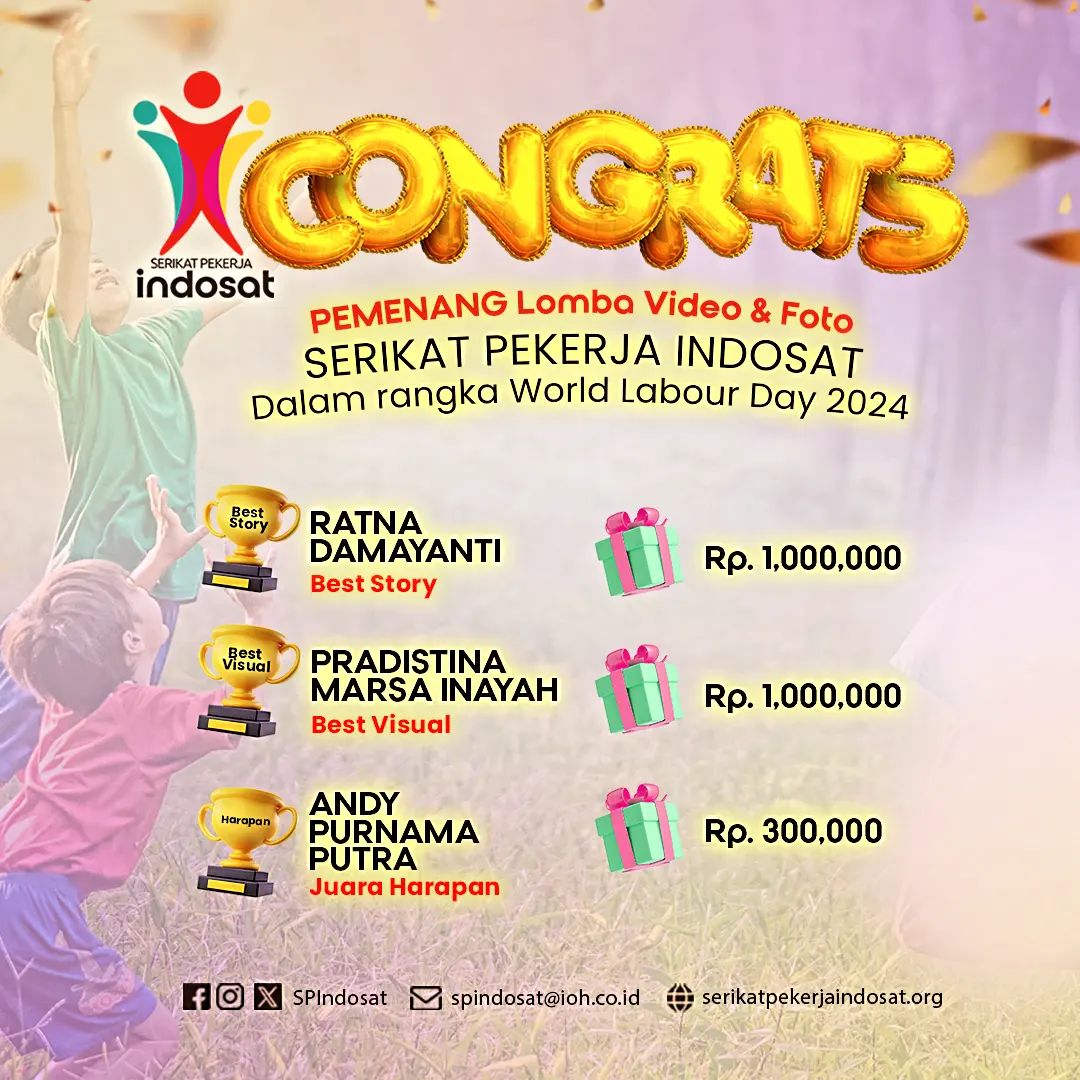 SERIKAT PEKERJA
indosat
CONGRATS
PEMENANG Lomba Video & Foto
SERIKAT PEKERJA INDOSAT
Dalam rangka World Labour Day 2024
Best
Story
RATNA
DAMAYANTI
Best Story
Rp. 1,000,000
Best
Visual
PRADISTINA
MARSA INAYAH
Best Visual
Rp. 1,000,000
Harapan
ANDY
PURNAMA
PUTRA
Juara Harapan
Rp. 300,000
SPIndosat spindosat@ioh.co.id serikatpekerjaindosat.org